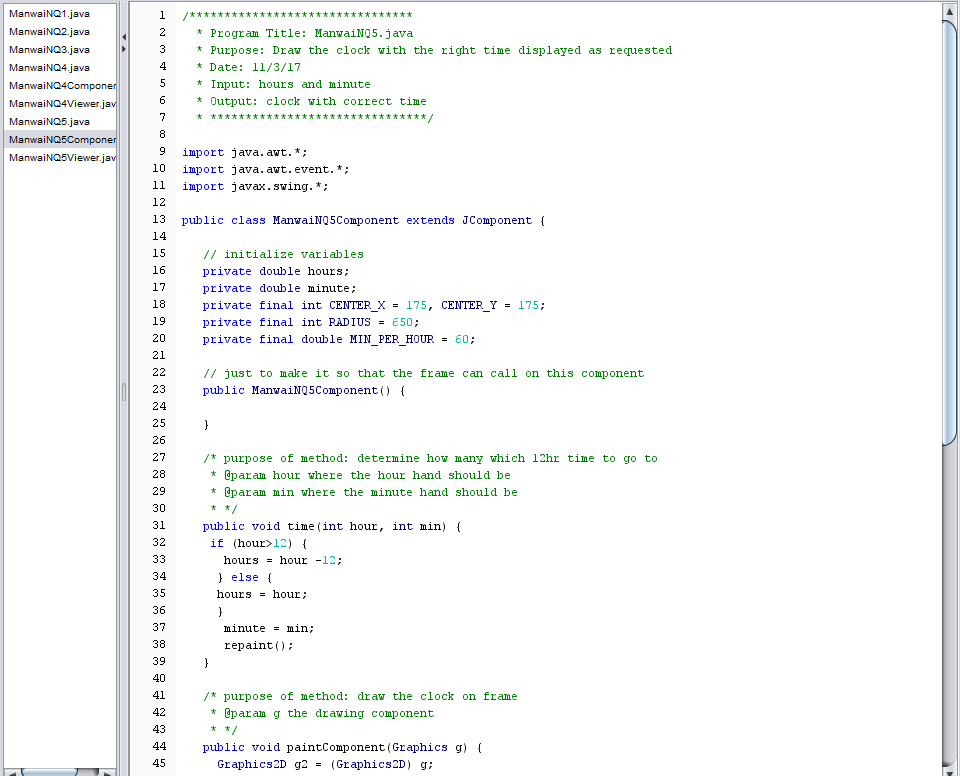 ManwaiNQ1.java
ManwaiNQ2.java
ManwaiNQ3.java
ManwaiNQ4.java
ManwaiNQ4Componer
ManwaiNQ4Viewer.jav
ManwaiNQ5.java
ManwaiNQ5Componer
ManwaiNQ5Viewer.jav
1 /********************************
2 * Program Title: ManwaiNQ5.java
3 * Purpose: Draw the clock with the right time displayed as requested
4 * Date: 11/3/17
5 * Input: hours and minute
6 * Output: clock with correct time
7 * *******************************/
8
9 import java.awt.*;
10 import java.awt.event.*;
11 import javax.swing.*;
12
13 public class ManwaiNQ5Component extends JComponent {
14
15 // initialize variables
16 private double hours;
17 private double minute;
18 private final int CENTER_X = 175, CENTER_Y = 175;
19 private final int RADIUS = 650;
20 private final double MIN_PER_HOUR = 60;
21
22 // just to make it so that the frame can call on this component
23 public ManwaiNQ5Component() {
24
25 }
26
27 /* purpose of method: determine how many which 12hr time to go to
28 * @param hour where the hour hand should be
29 * @param min where the minute hand should be
30 * */
31 public void time(int hour, int min) {
32 if (hour>12) {
33 hours = hour -12;
34 } else {
35 hours = hour;
36 }
37 minute = min;
38 repaint();
39 }
40
41 /* purpose of method: draw the clock on frame
42 * @param g the drawing component
43 * */
44 public void paintComponent(Graphics g) {
45 Graphics2D g2 = (Graphics2D) g;